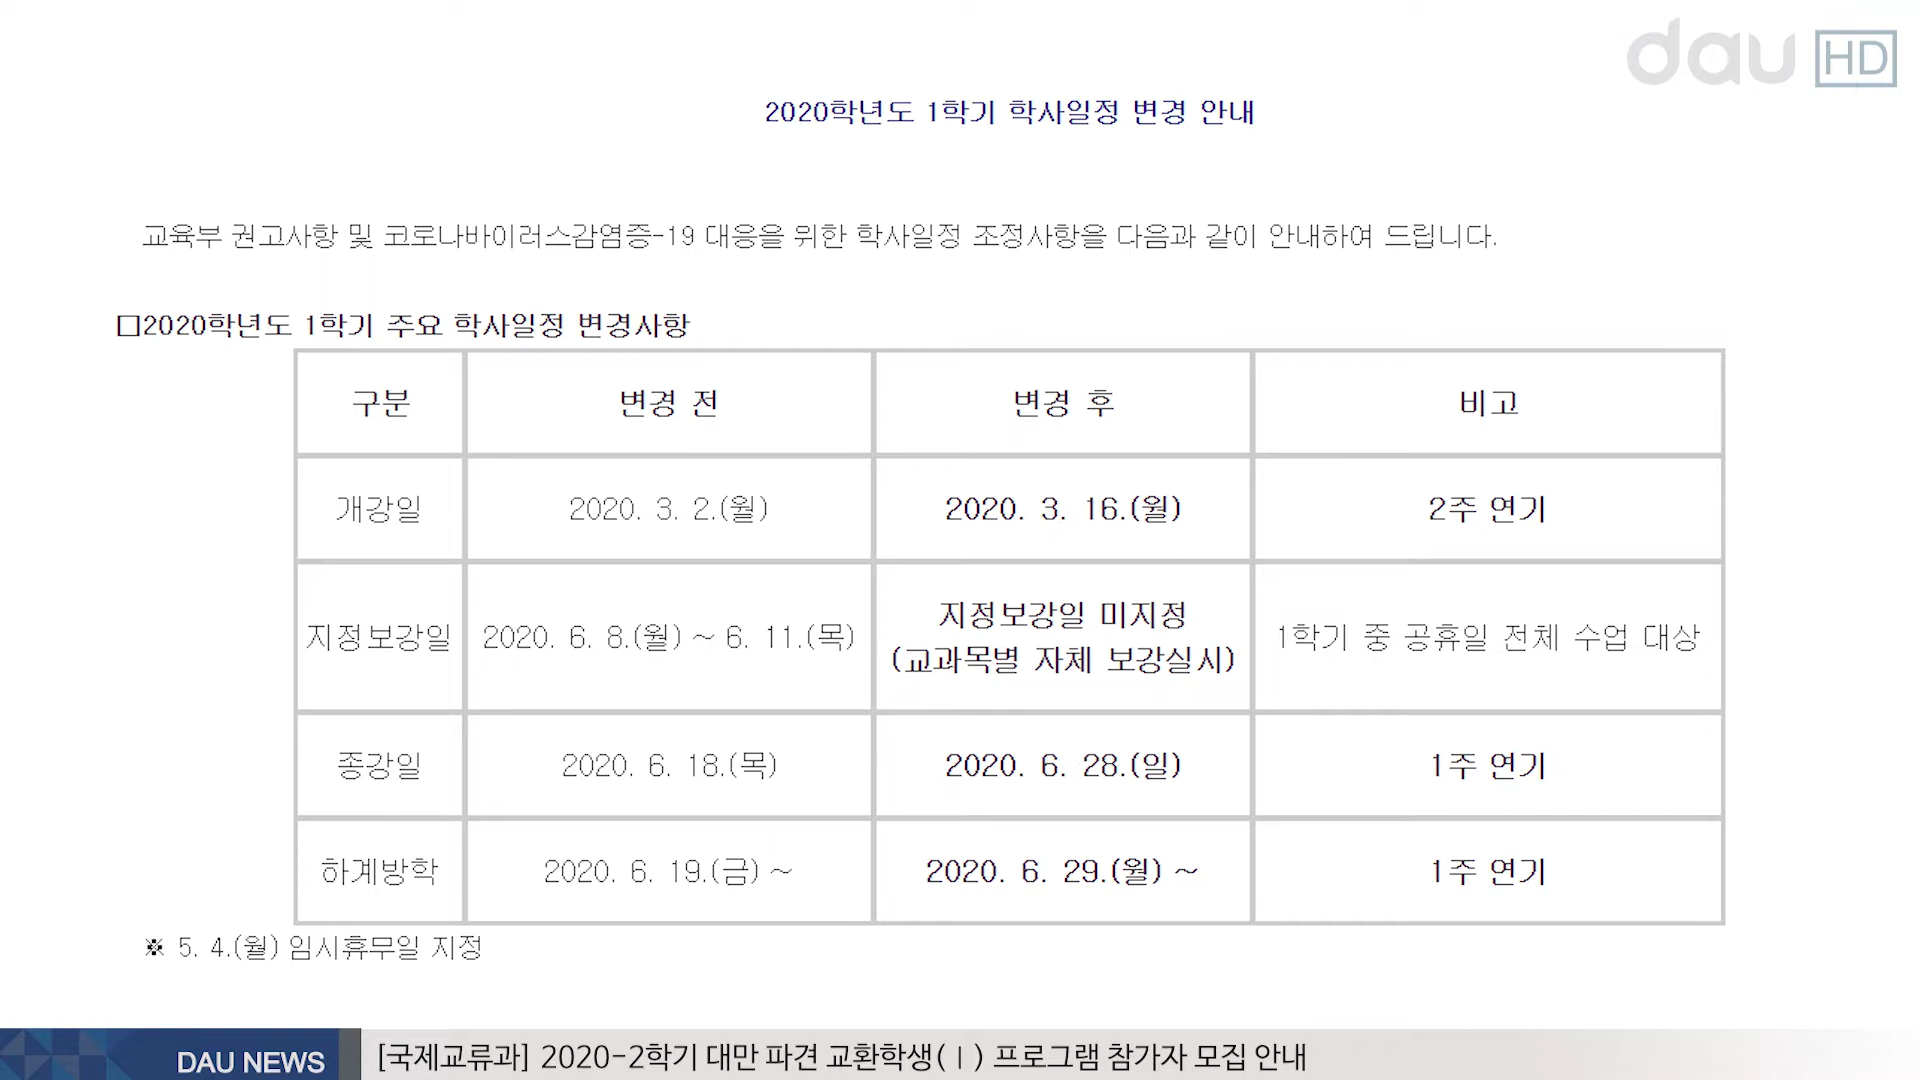 dau HD
2020학년도 1학기 학사일정 변경 안내
교육부 권고사항 및 코로나바이러스감염증-19 대응을 위한 학사일정 조정사항을 다음과 같이 안내하여 드립니다.
□2020학년도 1학기 주요 학사일정 변경사항
구분 변경 전 변경 후 비고
개강일 2020. 3. 2.(월) 2020. 3. 16.(월) 2주 연기
지정보강일 2020. 6. 8.(월) ~ 6. 11.(목) 지정보강일 미지정 1학기 중 공휴일 전체 수업 대상
(교과목별 자체 보강실시)
종강일 2020. 6. 18.(목) 2020. 6. 28.(일) 1주 연기
하계방학 2020. 6. 19.(금) ~ 2020. 6. 29.(월) ~ 1주 연기
※ 5. 4.(월) 임시휴무일 지정
DAU NEWS [국제교류과] 2020-2학기 대만 파견 교환학생(Ⅰ) 프로그램 참가자 모집 안내